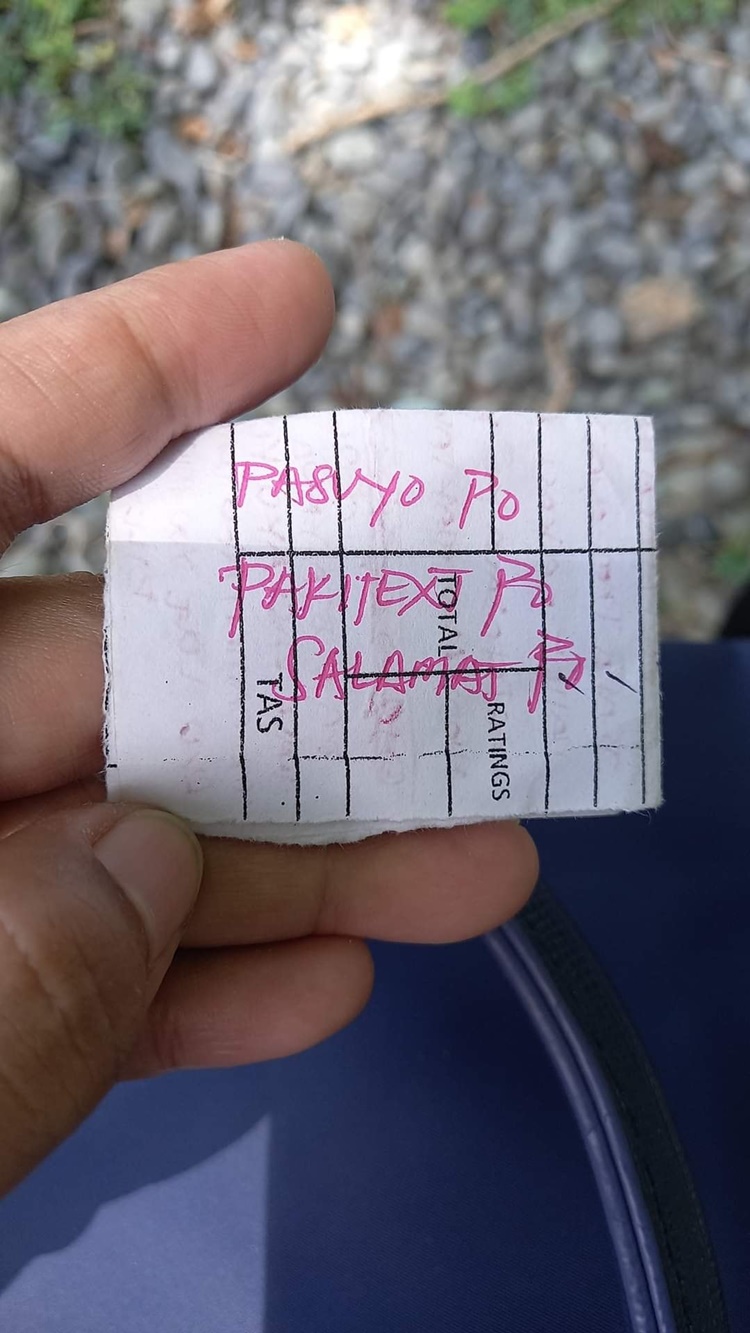 PASUYO PO
PAKITEXT PO
SALAMAT PO
TOTAL
TAS
RATINGS